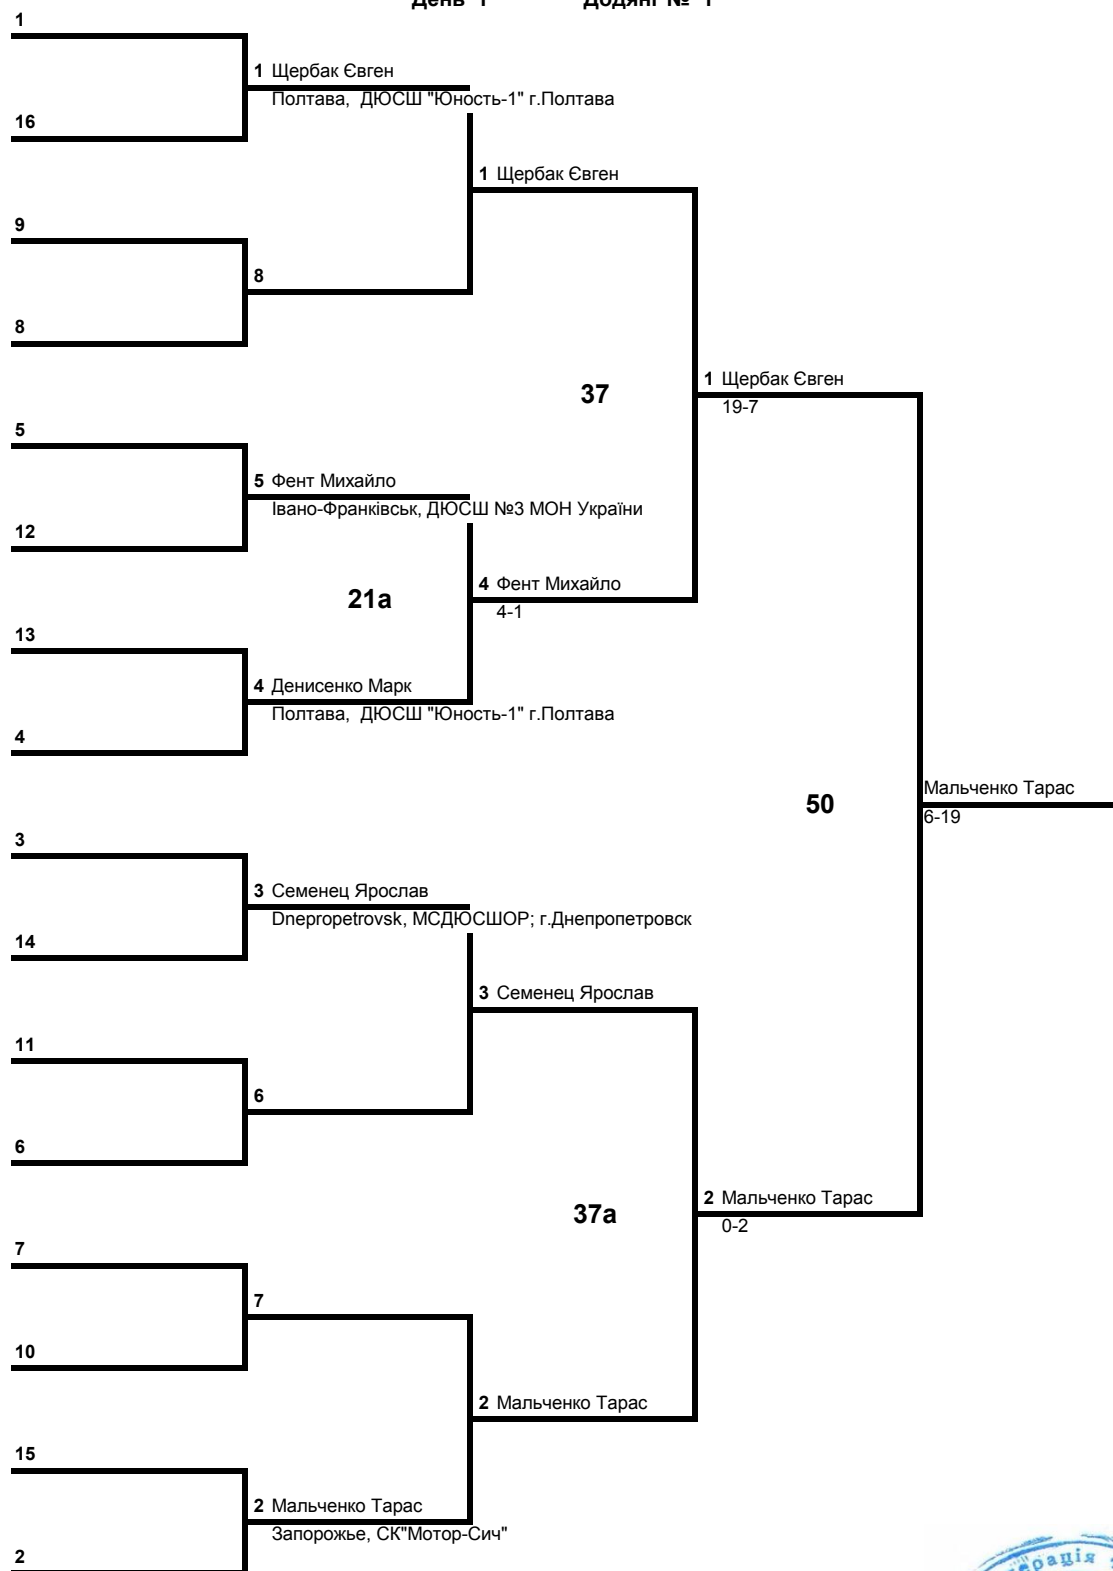 День 1 Додянг № 1
1
1 Щербак Євген
Полтава, ДЮСШ "Юность-1" г.Полтава
16
1 Щербак Євген
9
8
8
1 Щербак Євген
19-7
37
5
5 Фент Михайло
Івано-Франківськ, ДЮСШ №3 МОН України
12
4 Фент Михайло
4-1
21а
13
4 Денисенко Марк
Полтава, ДЮСШ "Юность-1" г.Полтава
4
Мальченко Тарас
6-19
50
3
3 Семенец Ярослав
Dnepropetrovsk, МСДЮСШОР; г.Днепропетровск
14
3 Семенец Ярослав
11
6
6
2 Мальченко Тарас
0-2
37а
7
7
10
2 Мальченко Тарас
15
2 Мальченко Тарас
Запорожье, СК"Мотор-Сич"
2